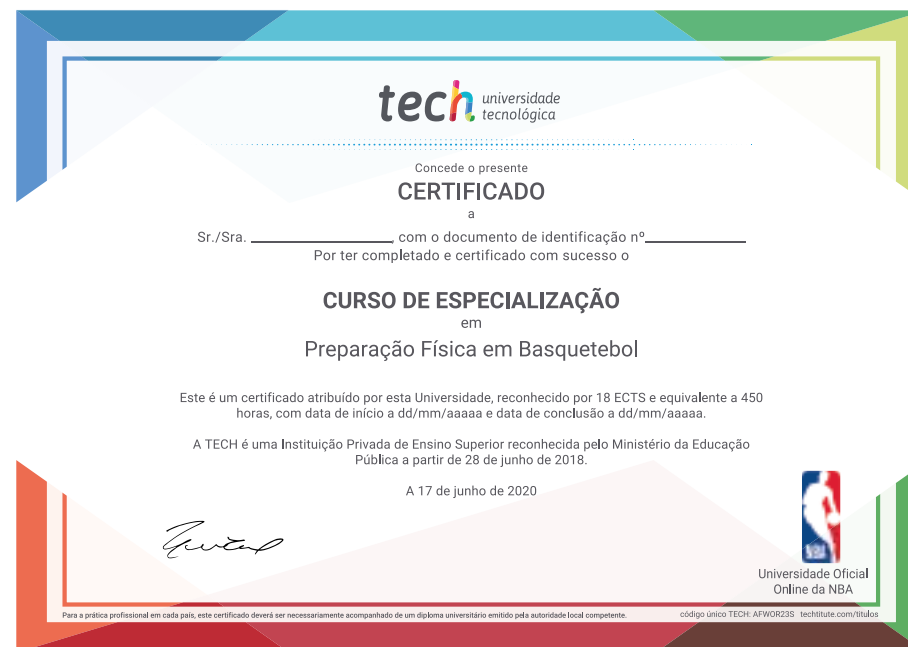 tech universidade
tecnológica
Concede o presente
CERTIFICADO
a
Sr./Sra. ________________, com o documento de identificação nº____________
Por ter completado e certificado com sucesso o
CURSO DE ESPECIALIZAÇÃO
em
Preparação Física em Basquetebol
Este é um certificado atribuído por esta Universidade, reconhecido por 18 ECTS e equivalente a 450
horas, com data de início a dd/mm/aaaaa e data de conclusão a dd/mm/aaaaa.
A TECH é uma Instituição Privada de Ensino Superior reconhecida pelo Ministério da Educação
Pública a partir de 28 de junho de 2018.
A 17 de junho de 2020
NBA
Universidade Oficial
Online da NBA
Para a prática profissional em cada país, este certificado deverá ser necessariamente acompanhado de um diploma universitário emitido pela autoridade local competente.
código único TECH: AFWOR23S techtitute.com/titulos